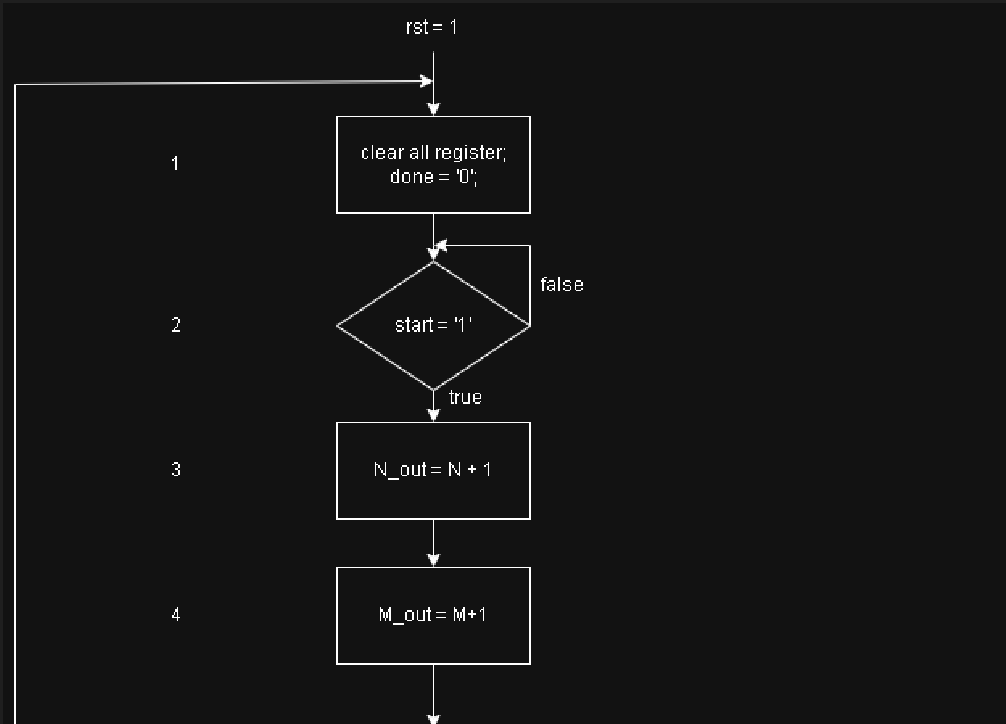 rst = 1
1
clear all register;
done = '0';
false
2
start = '1'
true
3
N_out = N + 1
4
M_out = M+1